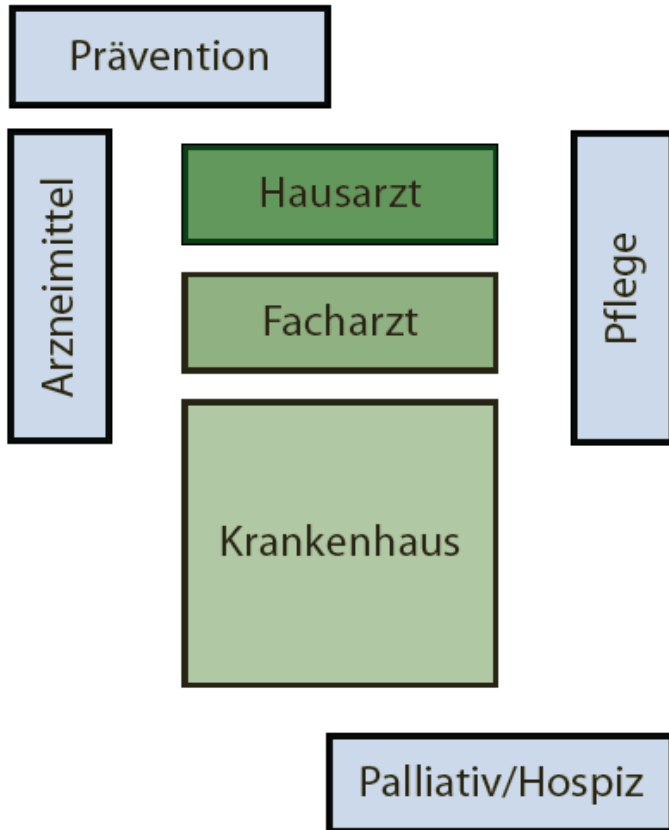 Prävention
Arzneimittel
Hausarzt
Facharzt
Krankenhaus
Pflege
Palliativ/Hospiz